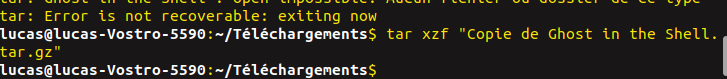 tar: Ghost in the Shell : open impossible: Aucun fichier ou dossier de ce type
tar: Error is not recoverable: exiting now
lucas@lucas-Vostro-5590:~/Téléchargements$ tar xzf "Copie de Ghost in the Shell.
tar.gz"
lucas@lucas-Vostro-5590:~/Téléchargements$